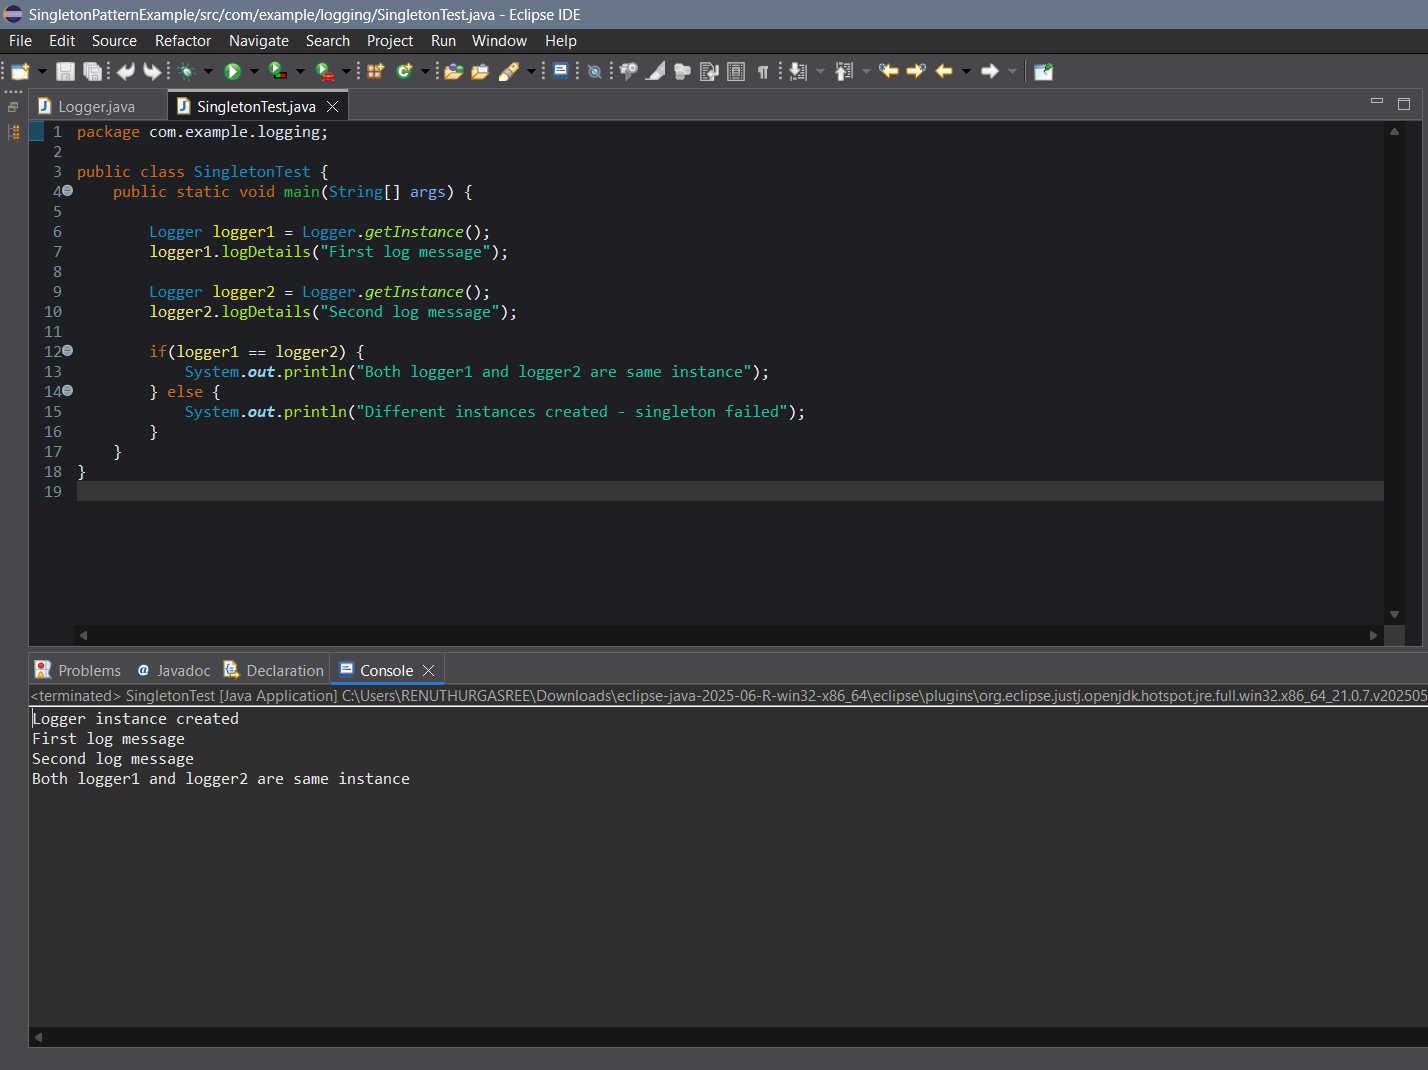 SingletonPatternExample/src/com/example/logging/SingletonTest.java - Eclipse IDE
File Edit Source Refactor Navigate Search Project Run Window Help
Logger.java SingletonTest.java
1 package com.example.logging;
2
3 public class SingletonTest {
4 public static void main(String[] args) {
5
6 Logger logger1 = Logger.getInstance();
7 logger1.logDetails("First log message");
8
9 Logger logger2 = Logger.getInstance();
10 logger2.logDetails("Second log message");
11
12 if(logger1 == logger2) {
13 System.out.println("Both logger1 and logger2 are same instance");
14 } else {
15 System.out.println("Different instances created - singleton failed");
16 }
17 }
18 }
19
Problems Javadoc Declaration Console
<terminated> SingletonTest [Java Application] C:\Users\RENUTHURGASREE\Downloads\eclipse-java-2025-06-R-win32-x86_64\eclipse\plugins\org.eclipse.justj.openjdk.hotspot.jre.full.win32.x86_64_21.0.7.v202505
Logger instance created
First log message
Second log message
Both logger1 and logger2 are same instance